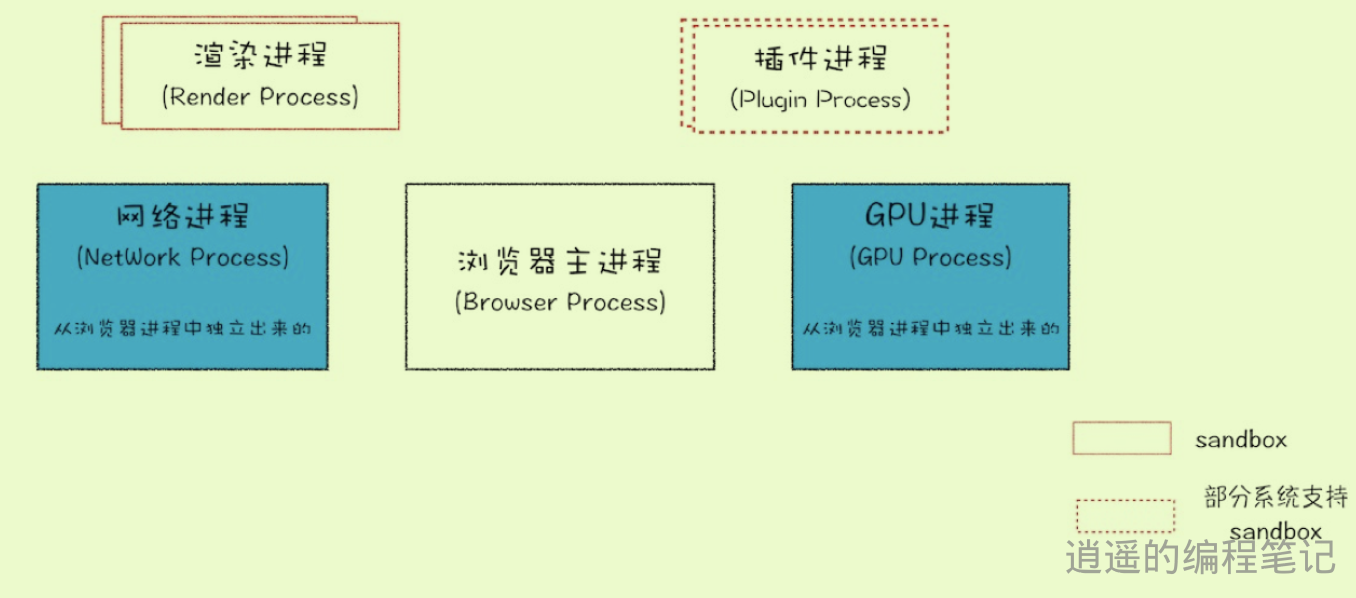 渲染进程
(Render Process)
插件进程
(Plugin Process)
网络进程
(NetWork Process)
从浏览器进程中独立出来的
浏览器主进程
(Browser Process)
GPU进程
(GPU Process)
从浏览器进程中独立出来的
sandbox
部分系统支持
sandbox
逍遥的编程笔记